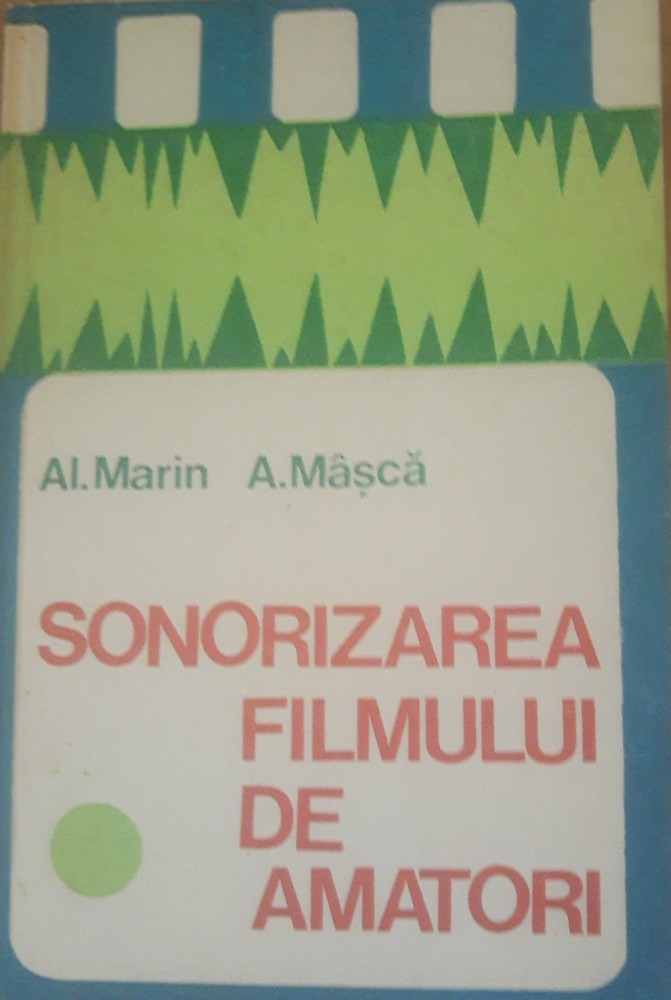 Al.Marin A.Mâșcă
SONORIZAREA
FILMULUI
DE
AMATORI